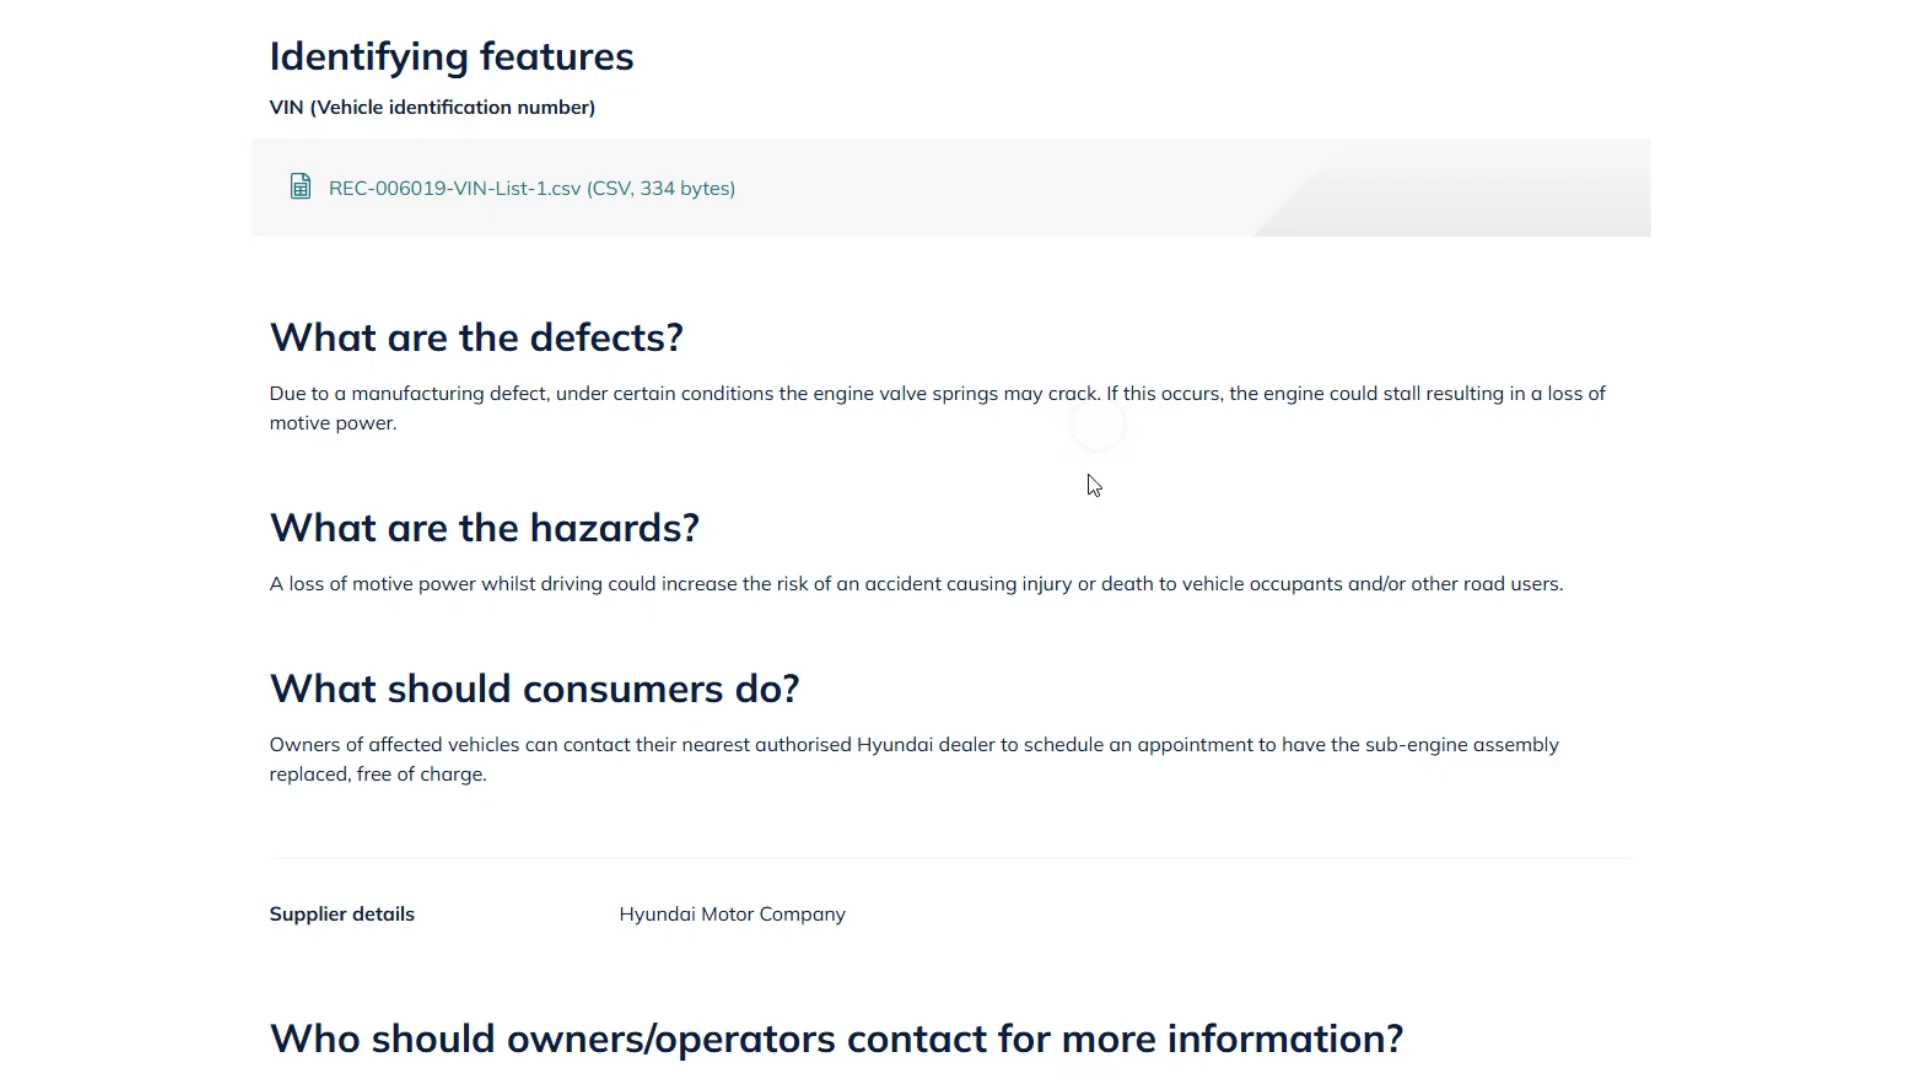 Identifying features
VIN (Vehicle identification number)
REC-006019-VIN-List-1.csv (CSV, 334 bytes)
What are the defects?
Due to a manufacturing defect, under certain conditions the engine valve springs may crack. If this occurs, the engine could stall resulting in a loss of
motive power.
What are the hazards?
A loss of motive power whilst driving could increase the risk of an accident causing injury or death to vehicle occupants and/or other road users.
What should consumers do?
Owners of affected vehicles can contact their nearest authorised Hyundai dealer to schedule an appointment to have the sub-engine assembly
replaced, free of charge.
Supplier details Hyundai Motor Company
Who should owners/operators contact for more information?